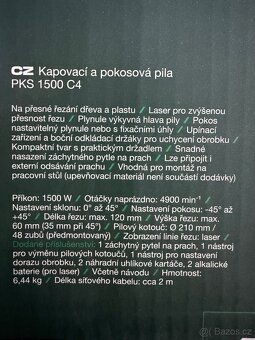 CZ Kapovací a pokosová pila
PKS 1500 C4
Na přesné řezání dřeva a plastu / Laser pro zvýšenou
přesnost řezu / Plynule výkyvná hlava pily / Pokos
nastavitelný plynule nebo s fixačními úhly / Upínací
zařízení a boční odkládací držáky pro uchycení obrobku /
Kompaktní tvar s praktickým držadlem / Snadné
nasazení záchytného pytle na prach / Lze připojit i
externí odsávání prachu / Vhodná pro montáž na
pracovní stůl (upevňovací materiál není součástí dodávky)
Příkon: 1500 W / Otáčky naprázdno: 4900 min⁻¹ /
Nastavení sklonu: 0° až 45° / Nastavení pokosu: -45° až
+45° / Délka řezu: max. 120 mm / Výška řezu: max.
60 mm (35 mm při 45°) / Pilový kotouč: Ø 210 mm /
48 zubů (předmontovaný) / Zobrazení linie řezu: laser /
Dodané příslušenství: 1 záchytný pytel na prach, 1 nástroj
pro výměnu pilových kotoučů, 1 nástroj pro nastavení
dorazu obrobku, 2 náhradní uhlíkové kartáče, 2 alkalické
baterie (pro laser) / Včetně návodu / Hmotnost:
6,44 kg / Délka síťového kabelu: cca 2 m
Bazos.cz